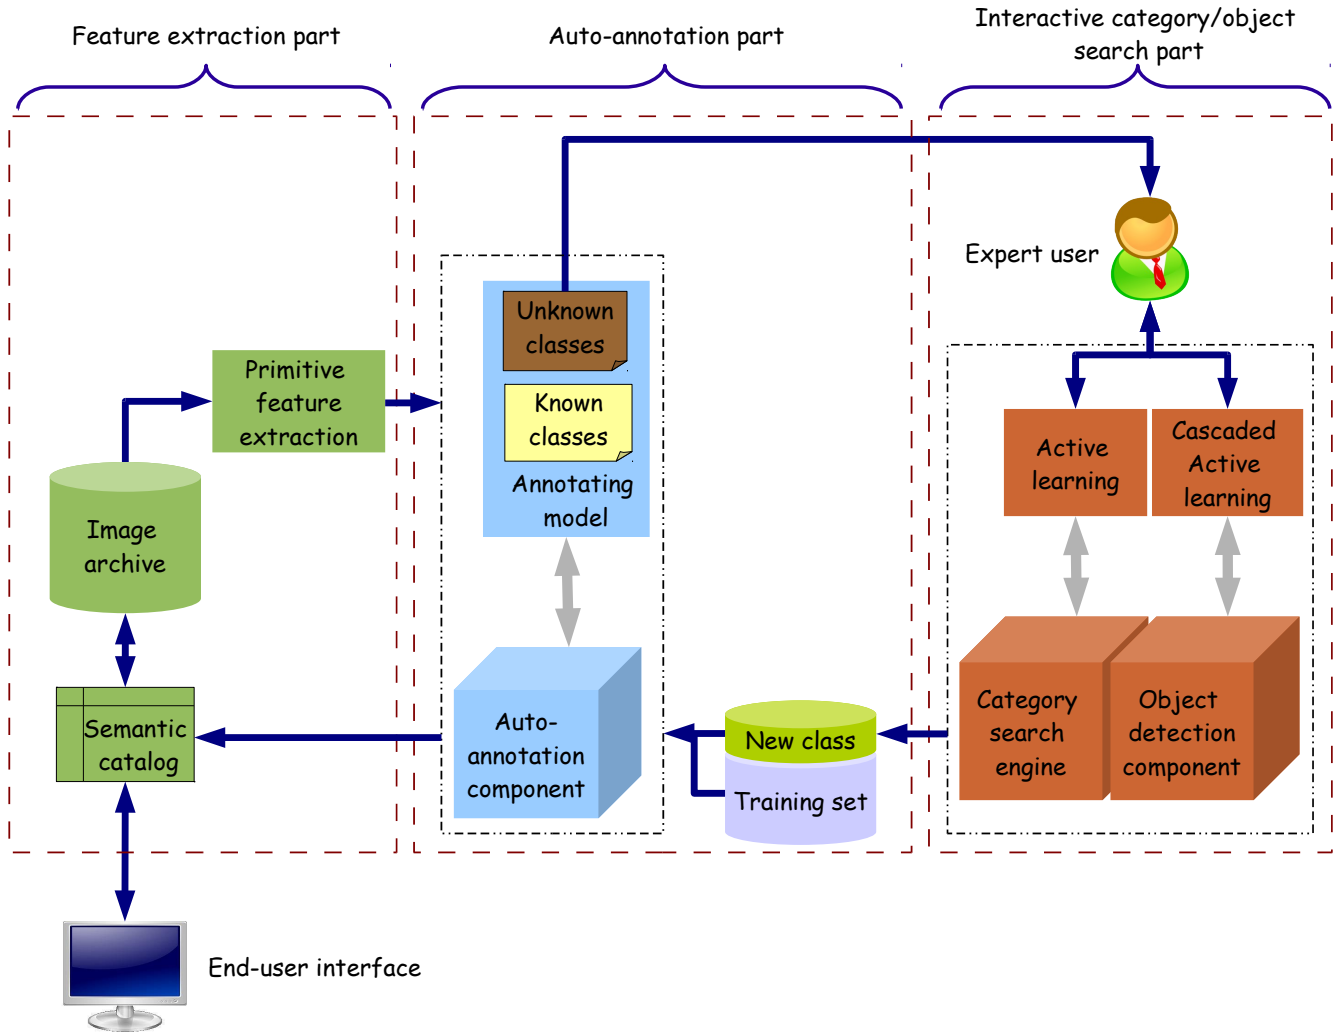 Feature extraction part
Auto-annotation part
Interactive category/object
search part
Expert user
Unknown
classes
Known
classes
Annotating
model
Primitive
feature
extraction
Image
archive
Semantic
catalog
Auto-
annotation
component
New class
Training set
Active
learning
Cascaded
Active
learning
Category
search
engine
Object
detection
component
End-user interface